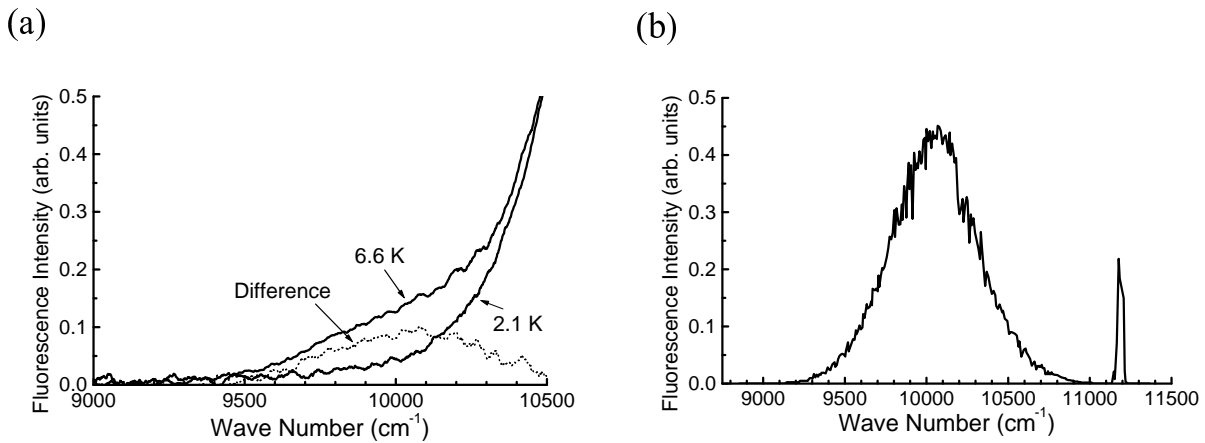 (a)
Fluorescence Intensity (arb. units)
0.5
0.4
0.3
0.2
0.1
0.0
6.6 K
Difference
2.1 K
9000 9500 10000 10500
Wave Number (cm⁻¹)
(b)
Fluorescence Intensity (arb. units)
0.5
0.4
0.3
0.2
0.1
0.0
9000 9500 10000 10500 11000 11500
Wave Number (cm⁻¹)